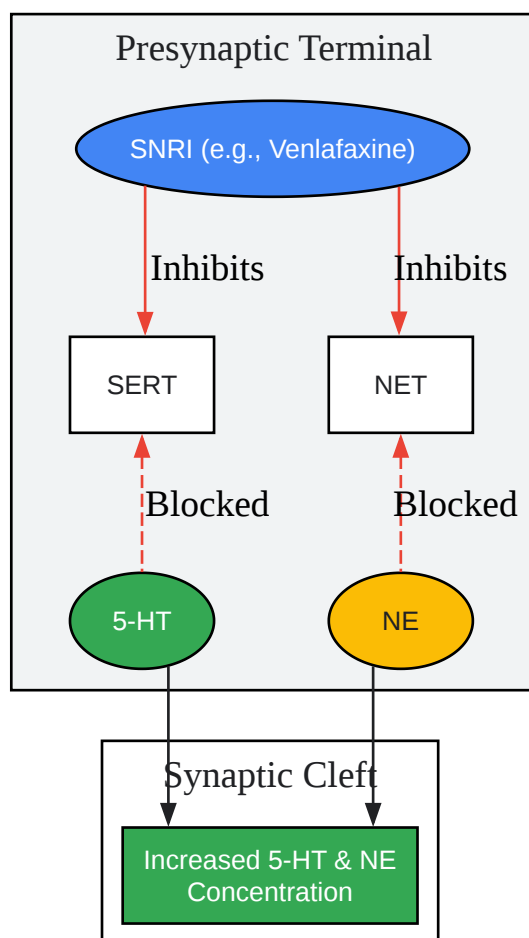 Presynaptic Terminal
SNRI (e.g., Venlafaxine)
Inhibits
Inhibits
SERT
NET
Blocked
Blocked
5-HT
NE
Synaptic Cleft
Increased 5-HT & NE
Concentration